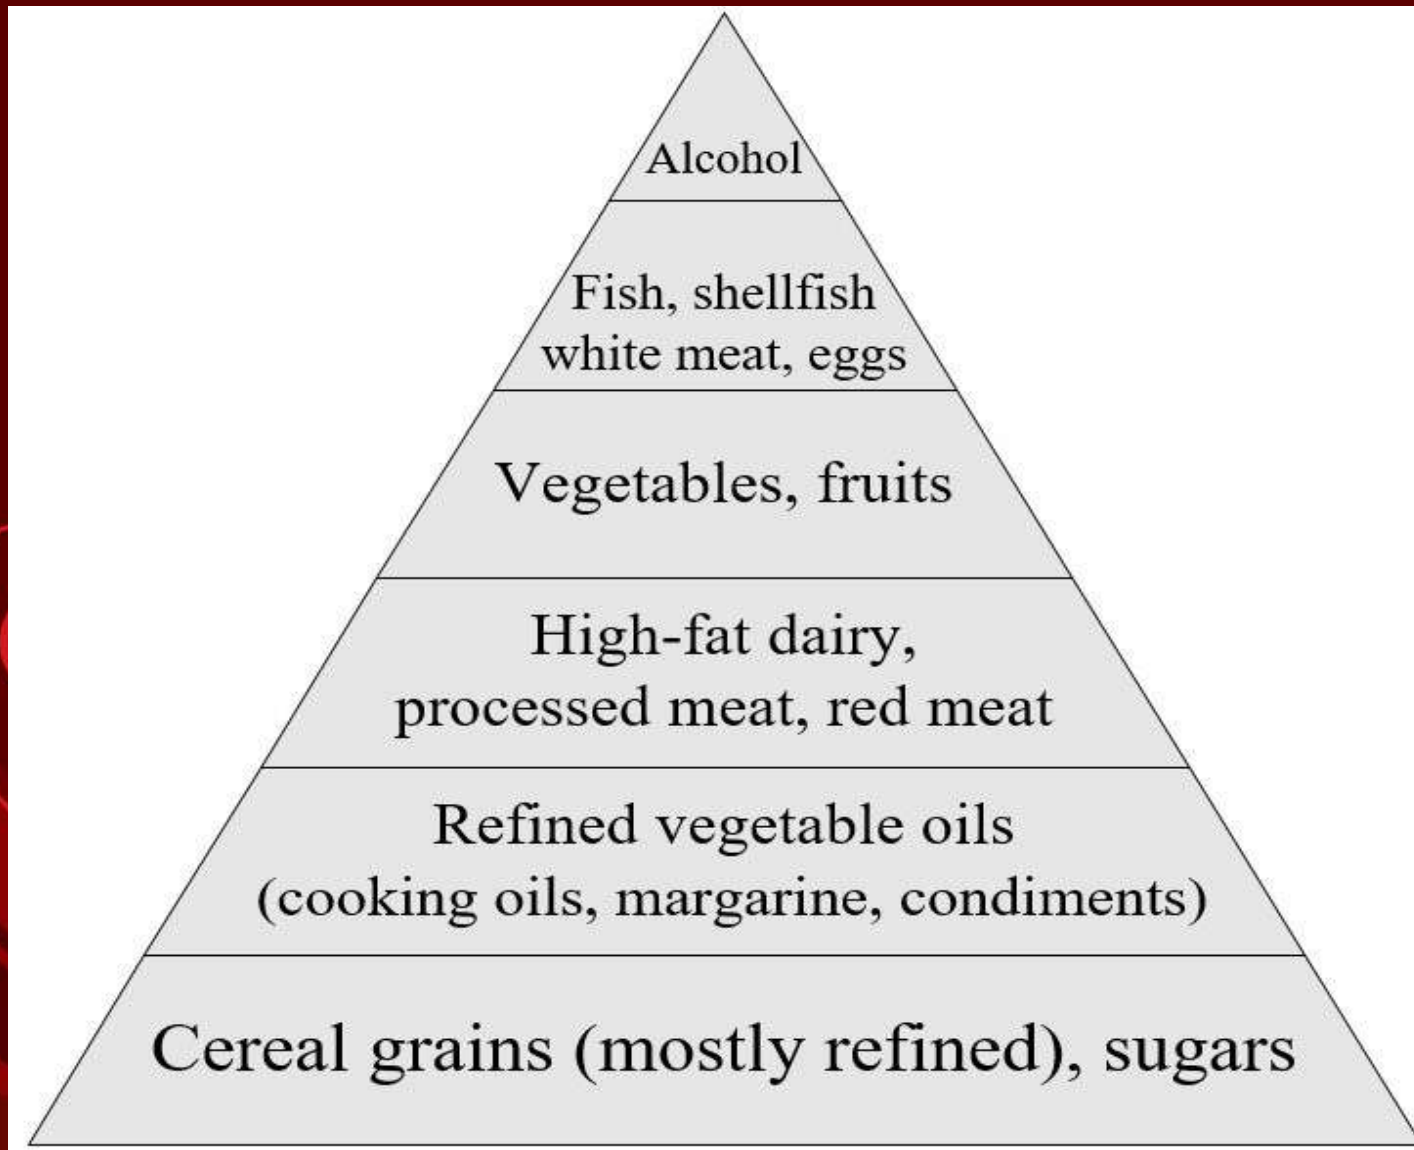 Alcohol
Fish, shellfish
white meat, eggs
Vegetables, fruits
High-fat dairy,
processed meat, red meat
Refined vegetable oils
(cooking oils, margarine, condiments)
Cereal grains (mostly refined), sugars